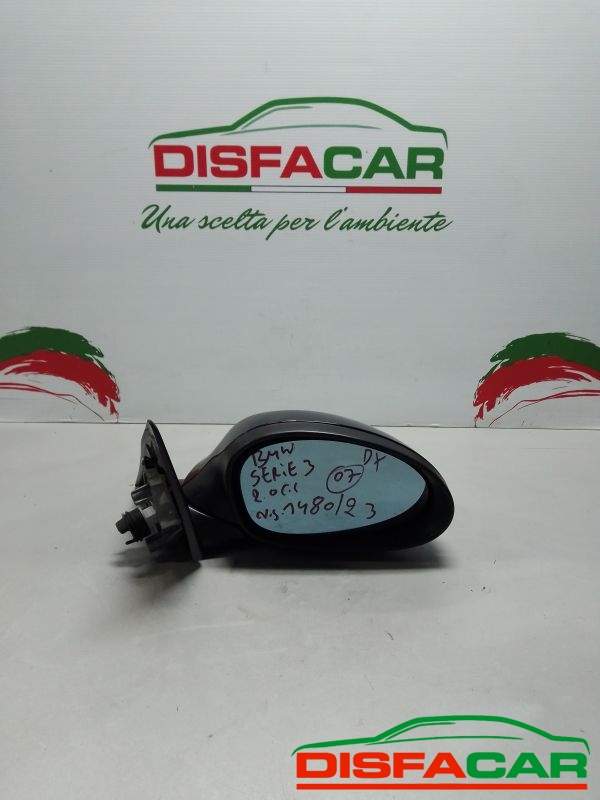 DISFACAR
Una scelta per l'ambiente
BMW DX
SERIE 3 07
2.0 C.C
N.S. 1480/23
DISFACAR